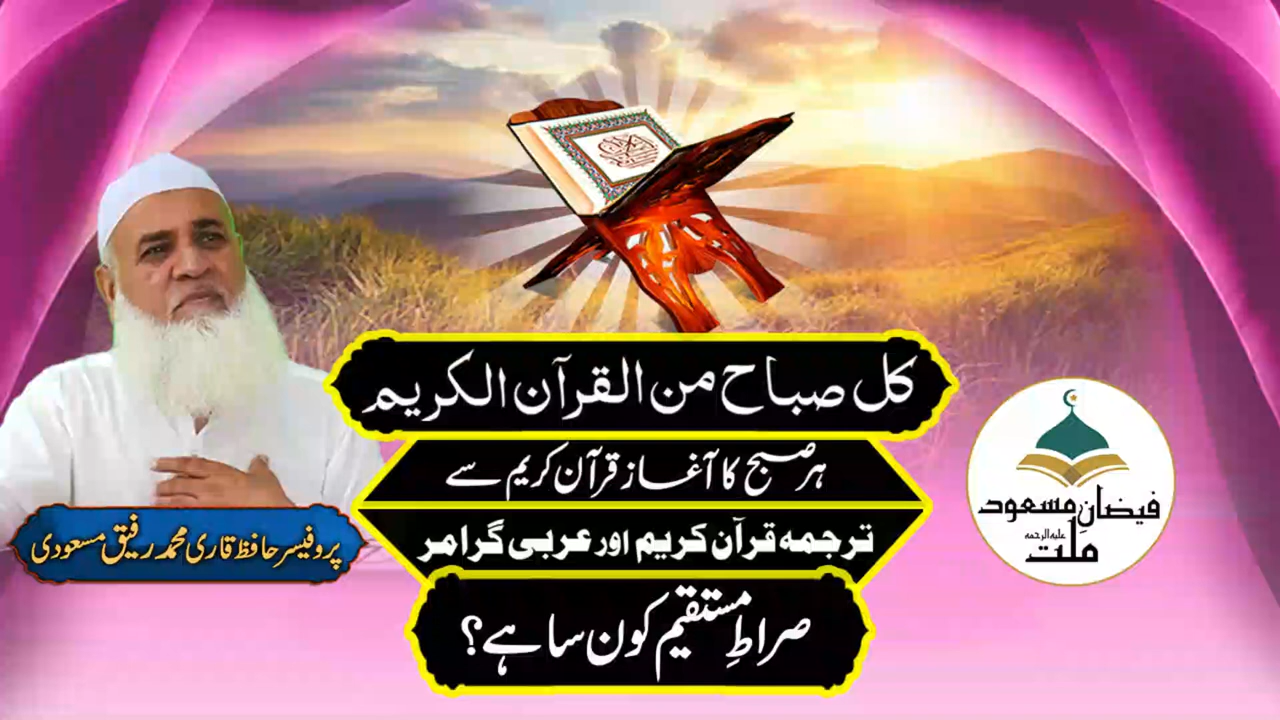 کل صباح من القرآن الکریم
ہر صبح کا آغاز قرآن کریم سے
ترجمہ قرآن کریم اور عربی گرامر
صراطِ مستقیم کون سا ہے؟
پروفیسر حافظ قاری محمد رفیق مسعودی
فیضانِ مسعود
علیہ الرحمہ
ملت